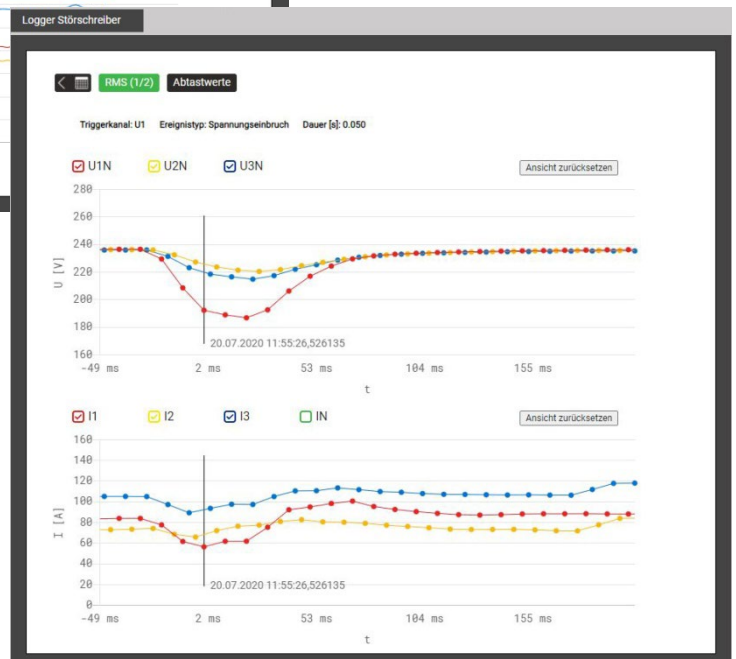 Logger Störschreiber
RMS (1/2) Abtastwerte
Triggerkanal: U1 Ereignistyp: Spannungseinbruch Dauer [s]: 0.050
U1N U2N U3N Ansicht zurücksetzen
280
260
240
220
200
180
160
U [V]
20.07.2020 11:55:26,526135
-49 ms 2 ms 53 ms 104 ms 155 ms
t
I1 I2 I3 IN Ansicht zurücksetzen
160
140
120
100
80
60
40
20
0
I [A]
20.07.2020 11:55:26,526135
-49 ms 2 ms 53 ms 104 ms 155 ms
t